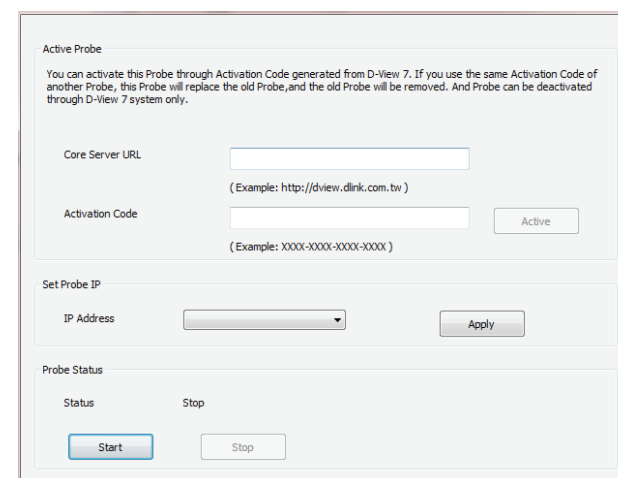 Active Probe
You can activate this Probe through Activation Code generated from D-View 7. If you use the same Activation Code of
another Probe, this Probe will replace the old Probe,and the old Probe will be removed. And Probe can be deactivated
through D-View 7 system only.
Core Server URL
( Example: http://dview.dlink.com.tw )
Activation Code
Active
( Example: XXXX-XXXX-XXXX-XXXX )
Set Probe IP
IP Address
Apply
Probe Status
Status Stop
Start Stop